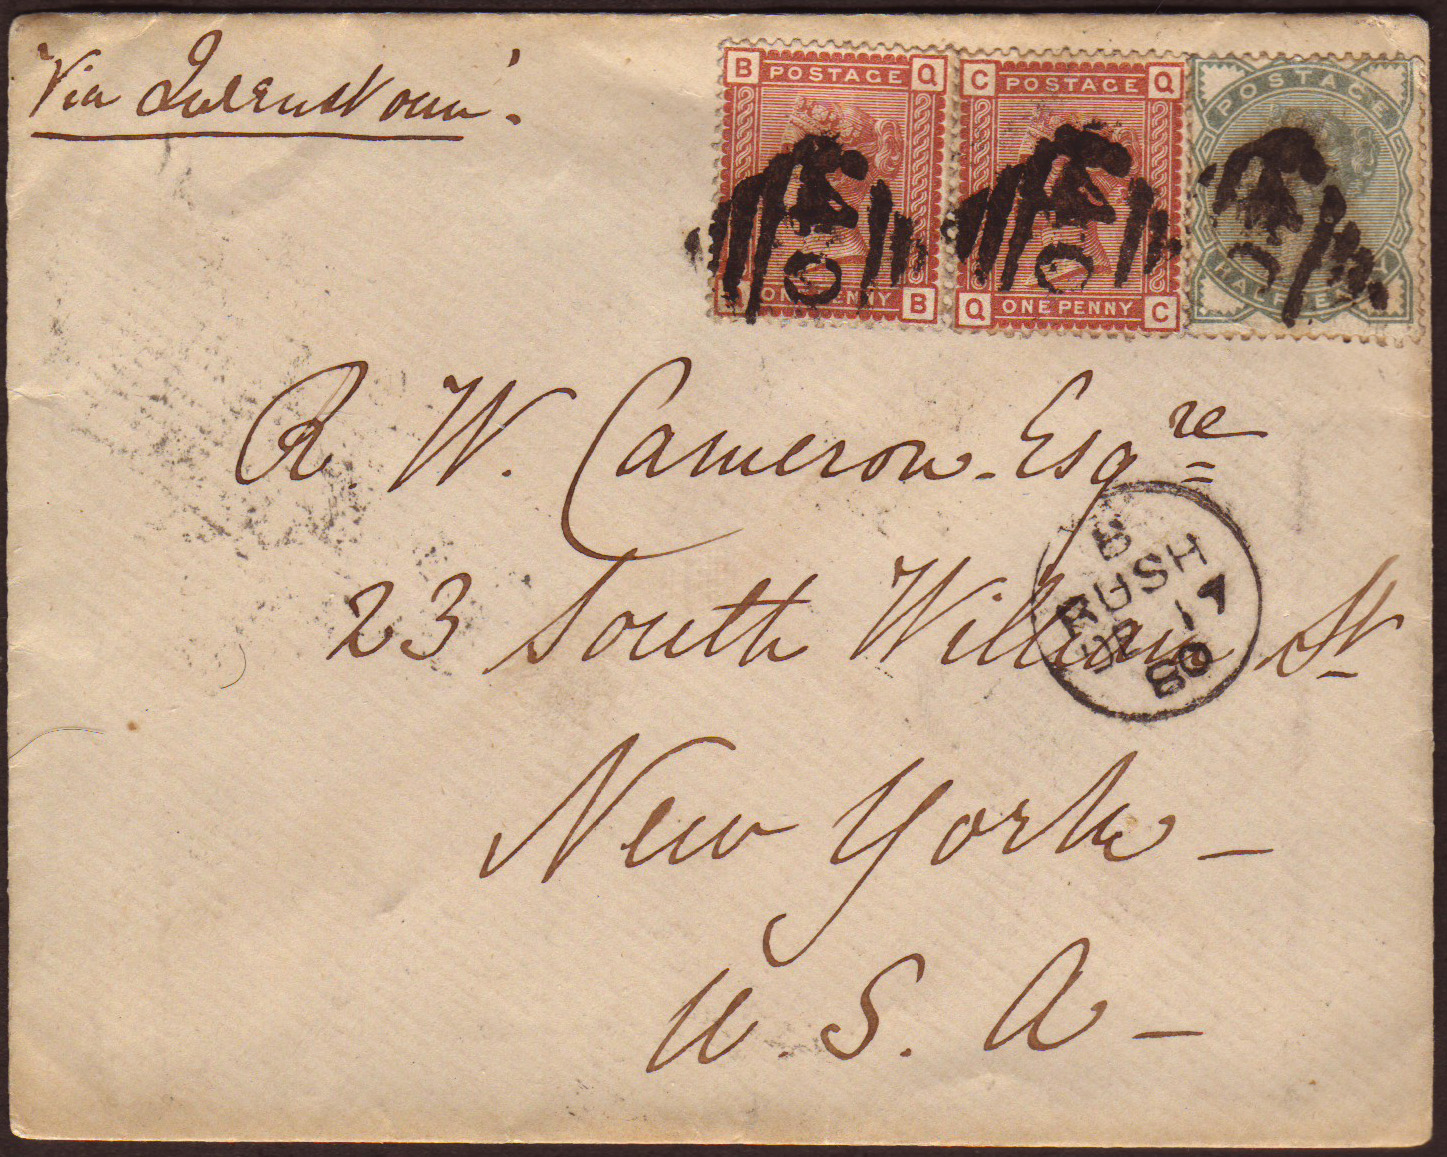 Via Queenstown.
B POSTAGE Q
ONE PENNY B
C POSTAGE Q
Q ONE PENNY C
POSTAGE
R. W. Cameron - Esqre
B
RUSH
17
80
23 South William St
New York -
U. S. A -